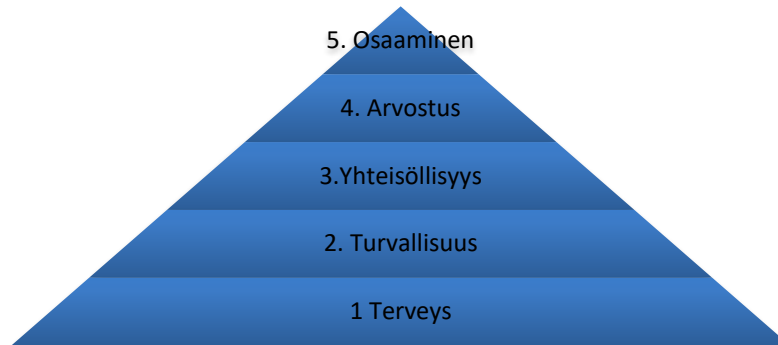 5. Osaaminen
4. Arvostus
3.Yhteisöllisyys
2. Turvallisuus
1 Terveys